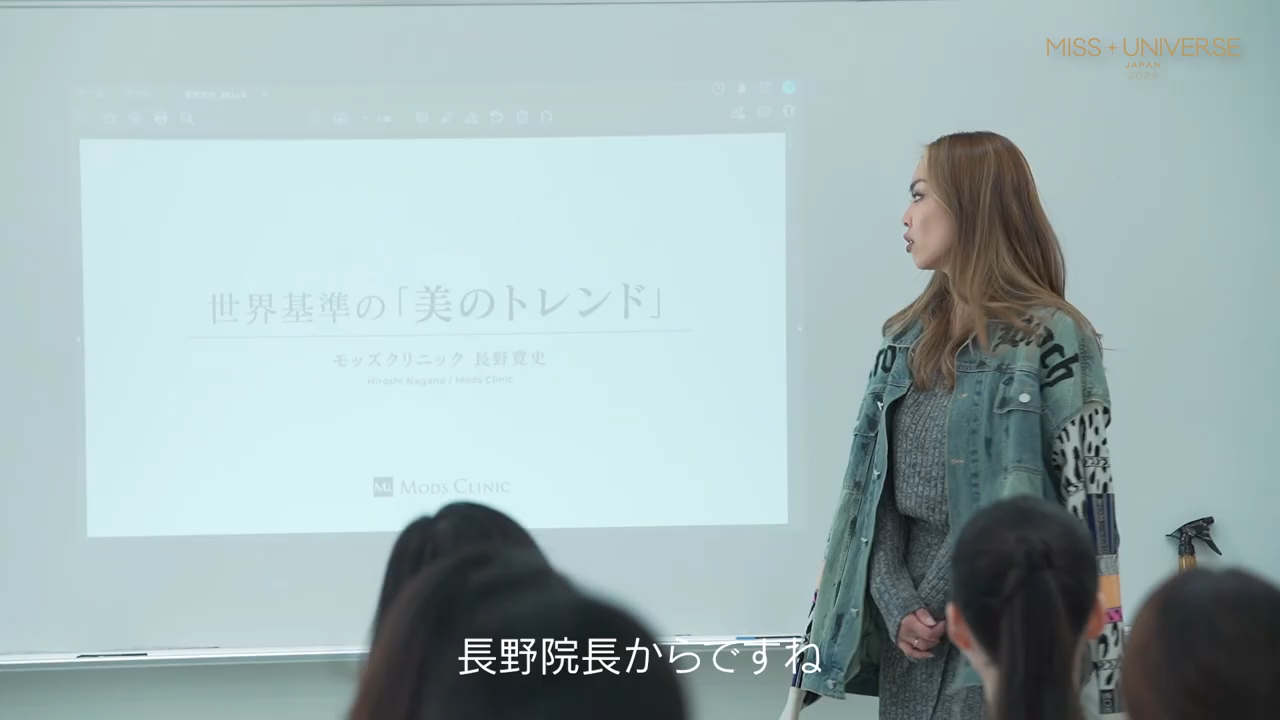 MISS + UNIVERSE
JAPAN
2025
世界基準の「美のトレンド」
モッズクリニック 長野寛史
Hiroshi Nagano / Mods Clinic
MODS CLINIC
長野院長からですね